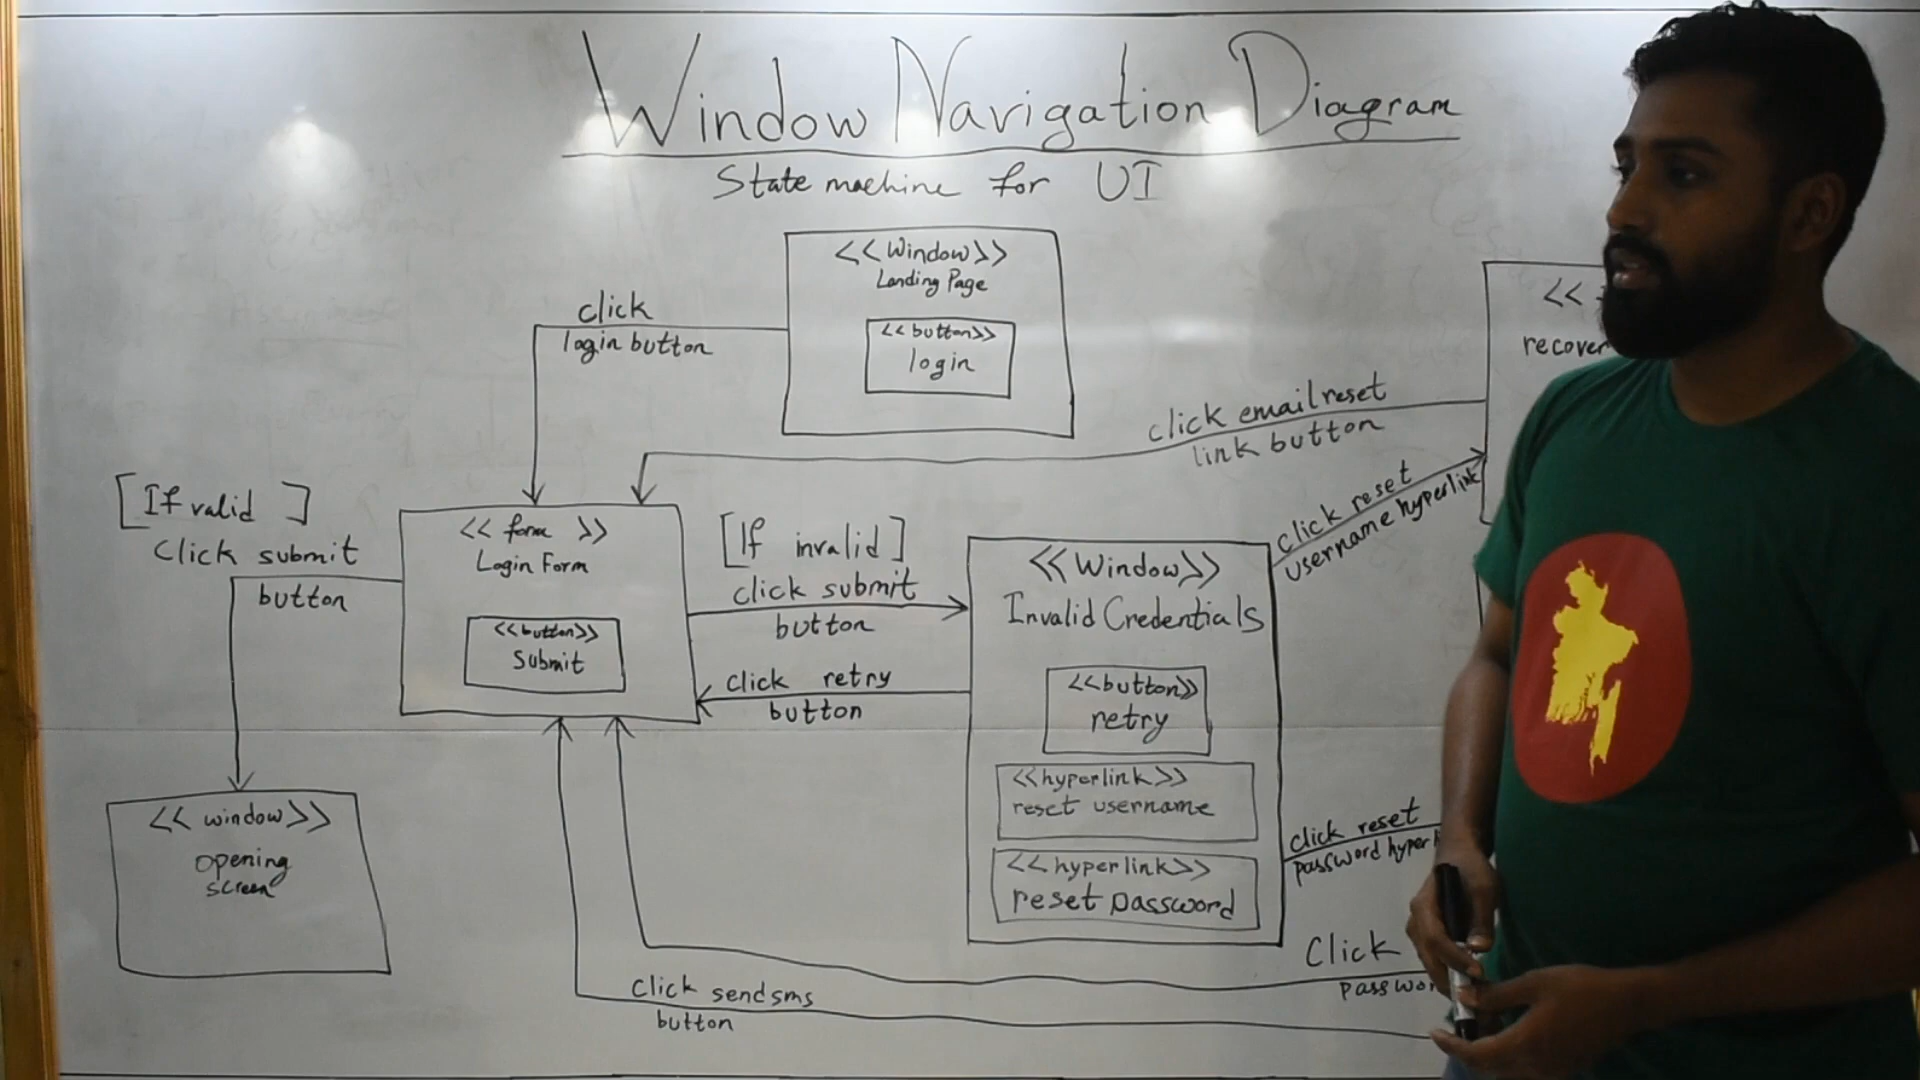 Window Navigation Diagram
State machine for UI
<<Window>>
Landing Page
<<button>>
login
click
login button
<<
recover
click email reset
link button
click reset
username hyperlink
[If valid]
Click submit
button
<< form >>
Login Form
<<button>>
Submit
[If invalid]
click submit
button
Click retry
button
<<Window>>
Invalid Credentials
<<button>>
retry
<<hyperlink>>
reset username
<<hyperlink>>
reset password
click reset
password
<< window>>
opening
screen
Click
Click send sms
button